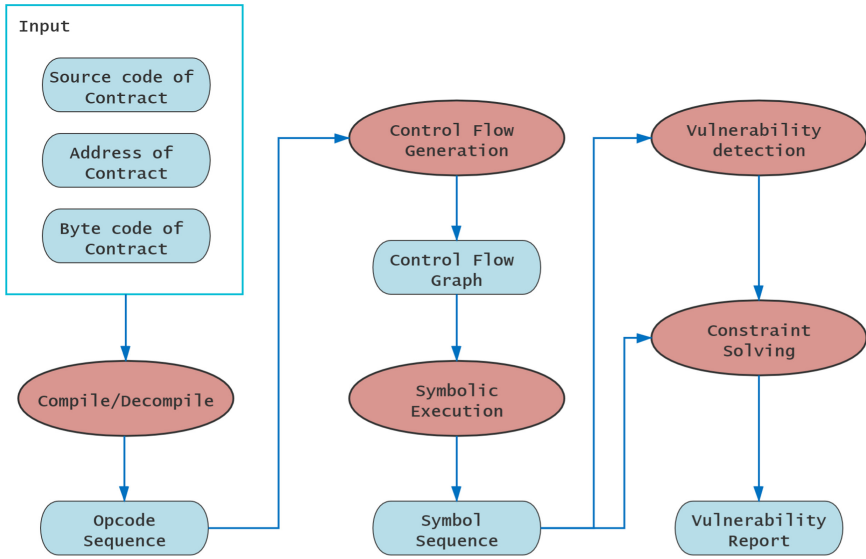 Input
Source code of
Contract
Address of
Contract
Byte code of
Contract
Compile/Decompile
Opcode
Sequence
Control Flow
Generation
Control Flow
Graph
Symbolic
Execution
Symbol
Sequence
Vulnerability
detection
Constraint
Solving
Vulnerability
Report